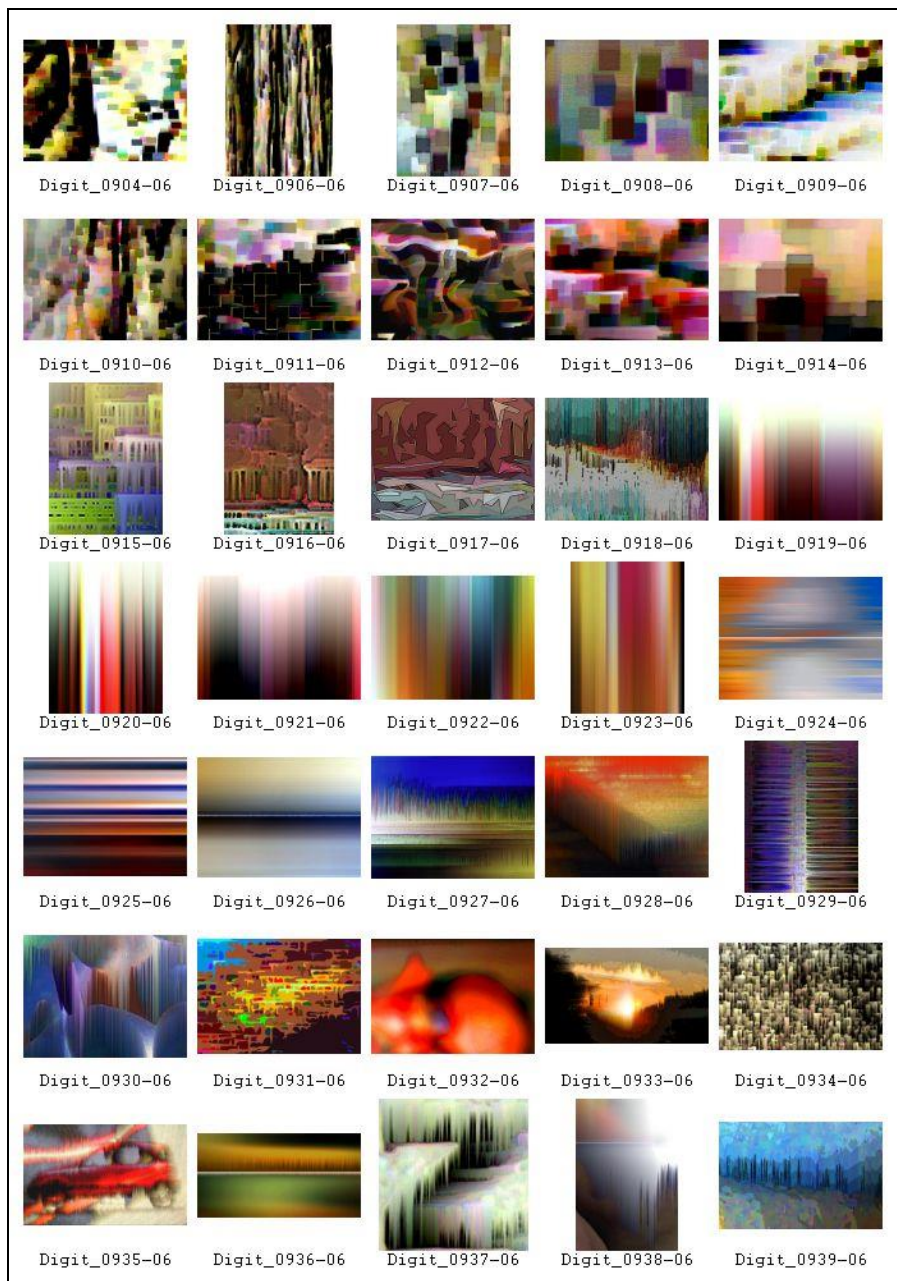 Digit_0904-06 Digit_0906-06 Digit_0907-06 Digit_0908-06 Digit_0909-06
Digit_0910-06 Digit_0911-06 Digit_0912-06 Digit_0913-06 Digit_0914-06
Digit_0915-06 Digit_0916-06 Digit_0917-06 Digit_0918-06 Digit_0919-06
Digit_0920-06 Digit_0921-06 Digit_0922-06 Digit_0923-06 Digit_0924-06
Digit_0925-06 Digit_0926-06 Digit_0927-06 Digit_0928-06 Digit_0929-06
Digit_0930-06 Digit_0931-06 Digit_0932-06 Digit_0933-06 Digit_0934-06
Digit_0935-06 Digit_0936-06 Digit_0937-06 Digit_0938-06 Digit_0939-06